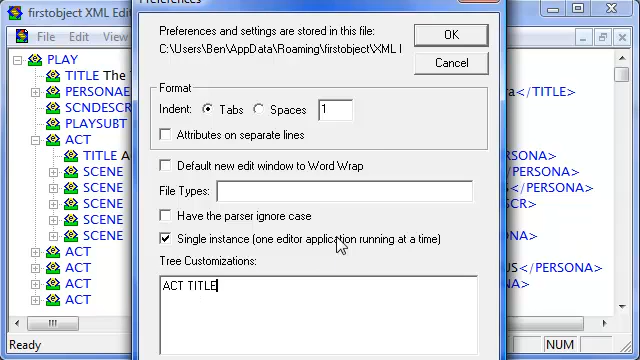 firstobject XML Edi
Preferences
File Edit View
PLAY
TITLE The
PERSONAE
SCNDESCR
PLAYSUBT
ACT
TITLE A
SCENE
SCENE
SCENE
SCENE
SCENE
ACT
ACT
ACT
ACT
Ready
Preferences and settings are stored in this file:
C:\Users\Ben\AppData\Roaming\firstobject\XML
OK
Cancel
Format
Indent: Tabs Spaces 1
Attributes on separate lines
Default new edit window to Word Wrap
File Types:
Have the parser ignore case
Single instance (one editor application running at a time)
Tree Customizations:
ACT TITLE
ra</TITLE>
ONA>
PERSONA>
S</PERSONA>
SCR>
ERSONA>
US</PERSONA>
ERSONA>
NUM